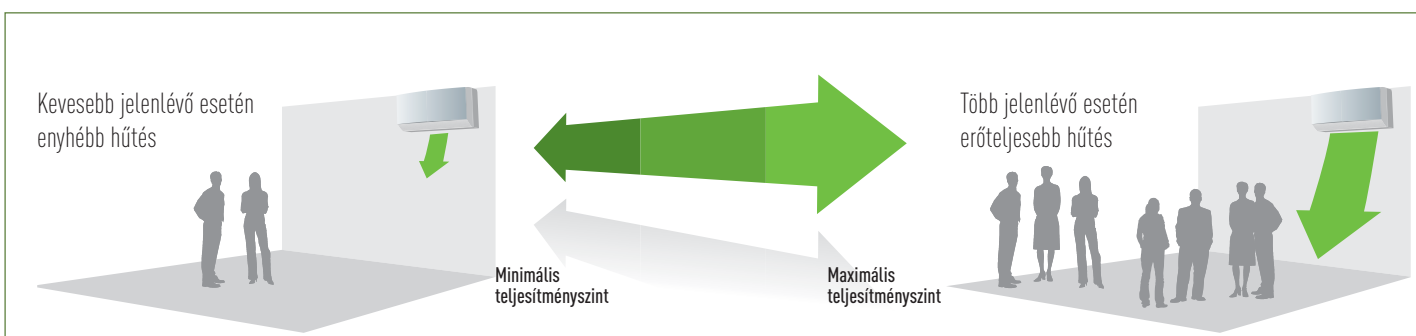 Kevesebb jelenlévő esetén
enyhébb hűtés
Minimális
teljesítményszint
Maximális
teljesítményszint
Több jelenlévő esetén
erőteljesebb hűtés